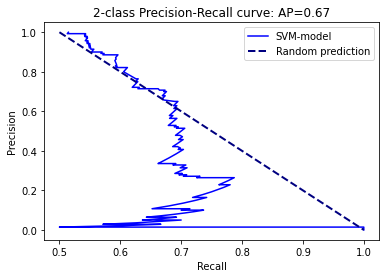 2-class Precision-Recall curve: AP=0.67
SVM-model
Random prediction
Precision
1.0
0.8
0.6
0.4
0.2
0.0
0.5 0.6 0.7 0.8 0.9 1.0
Recall